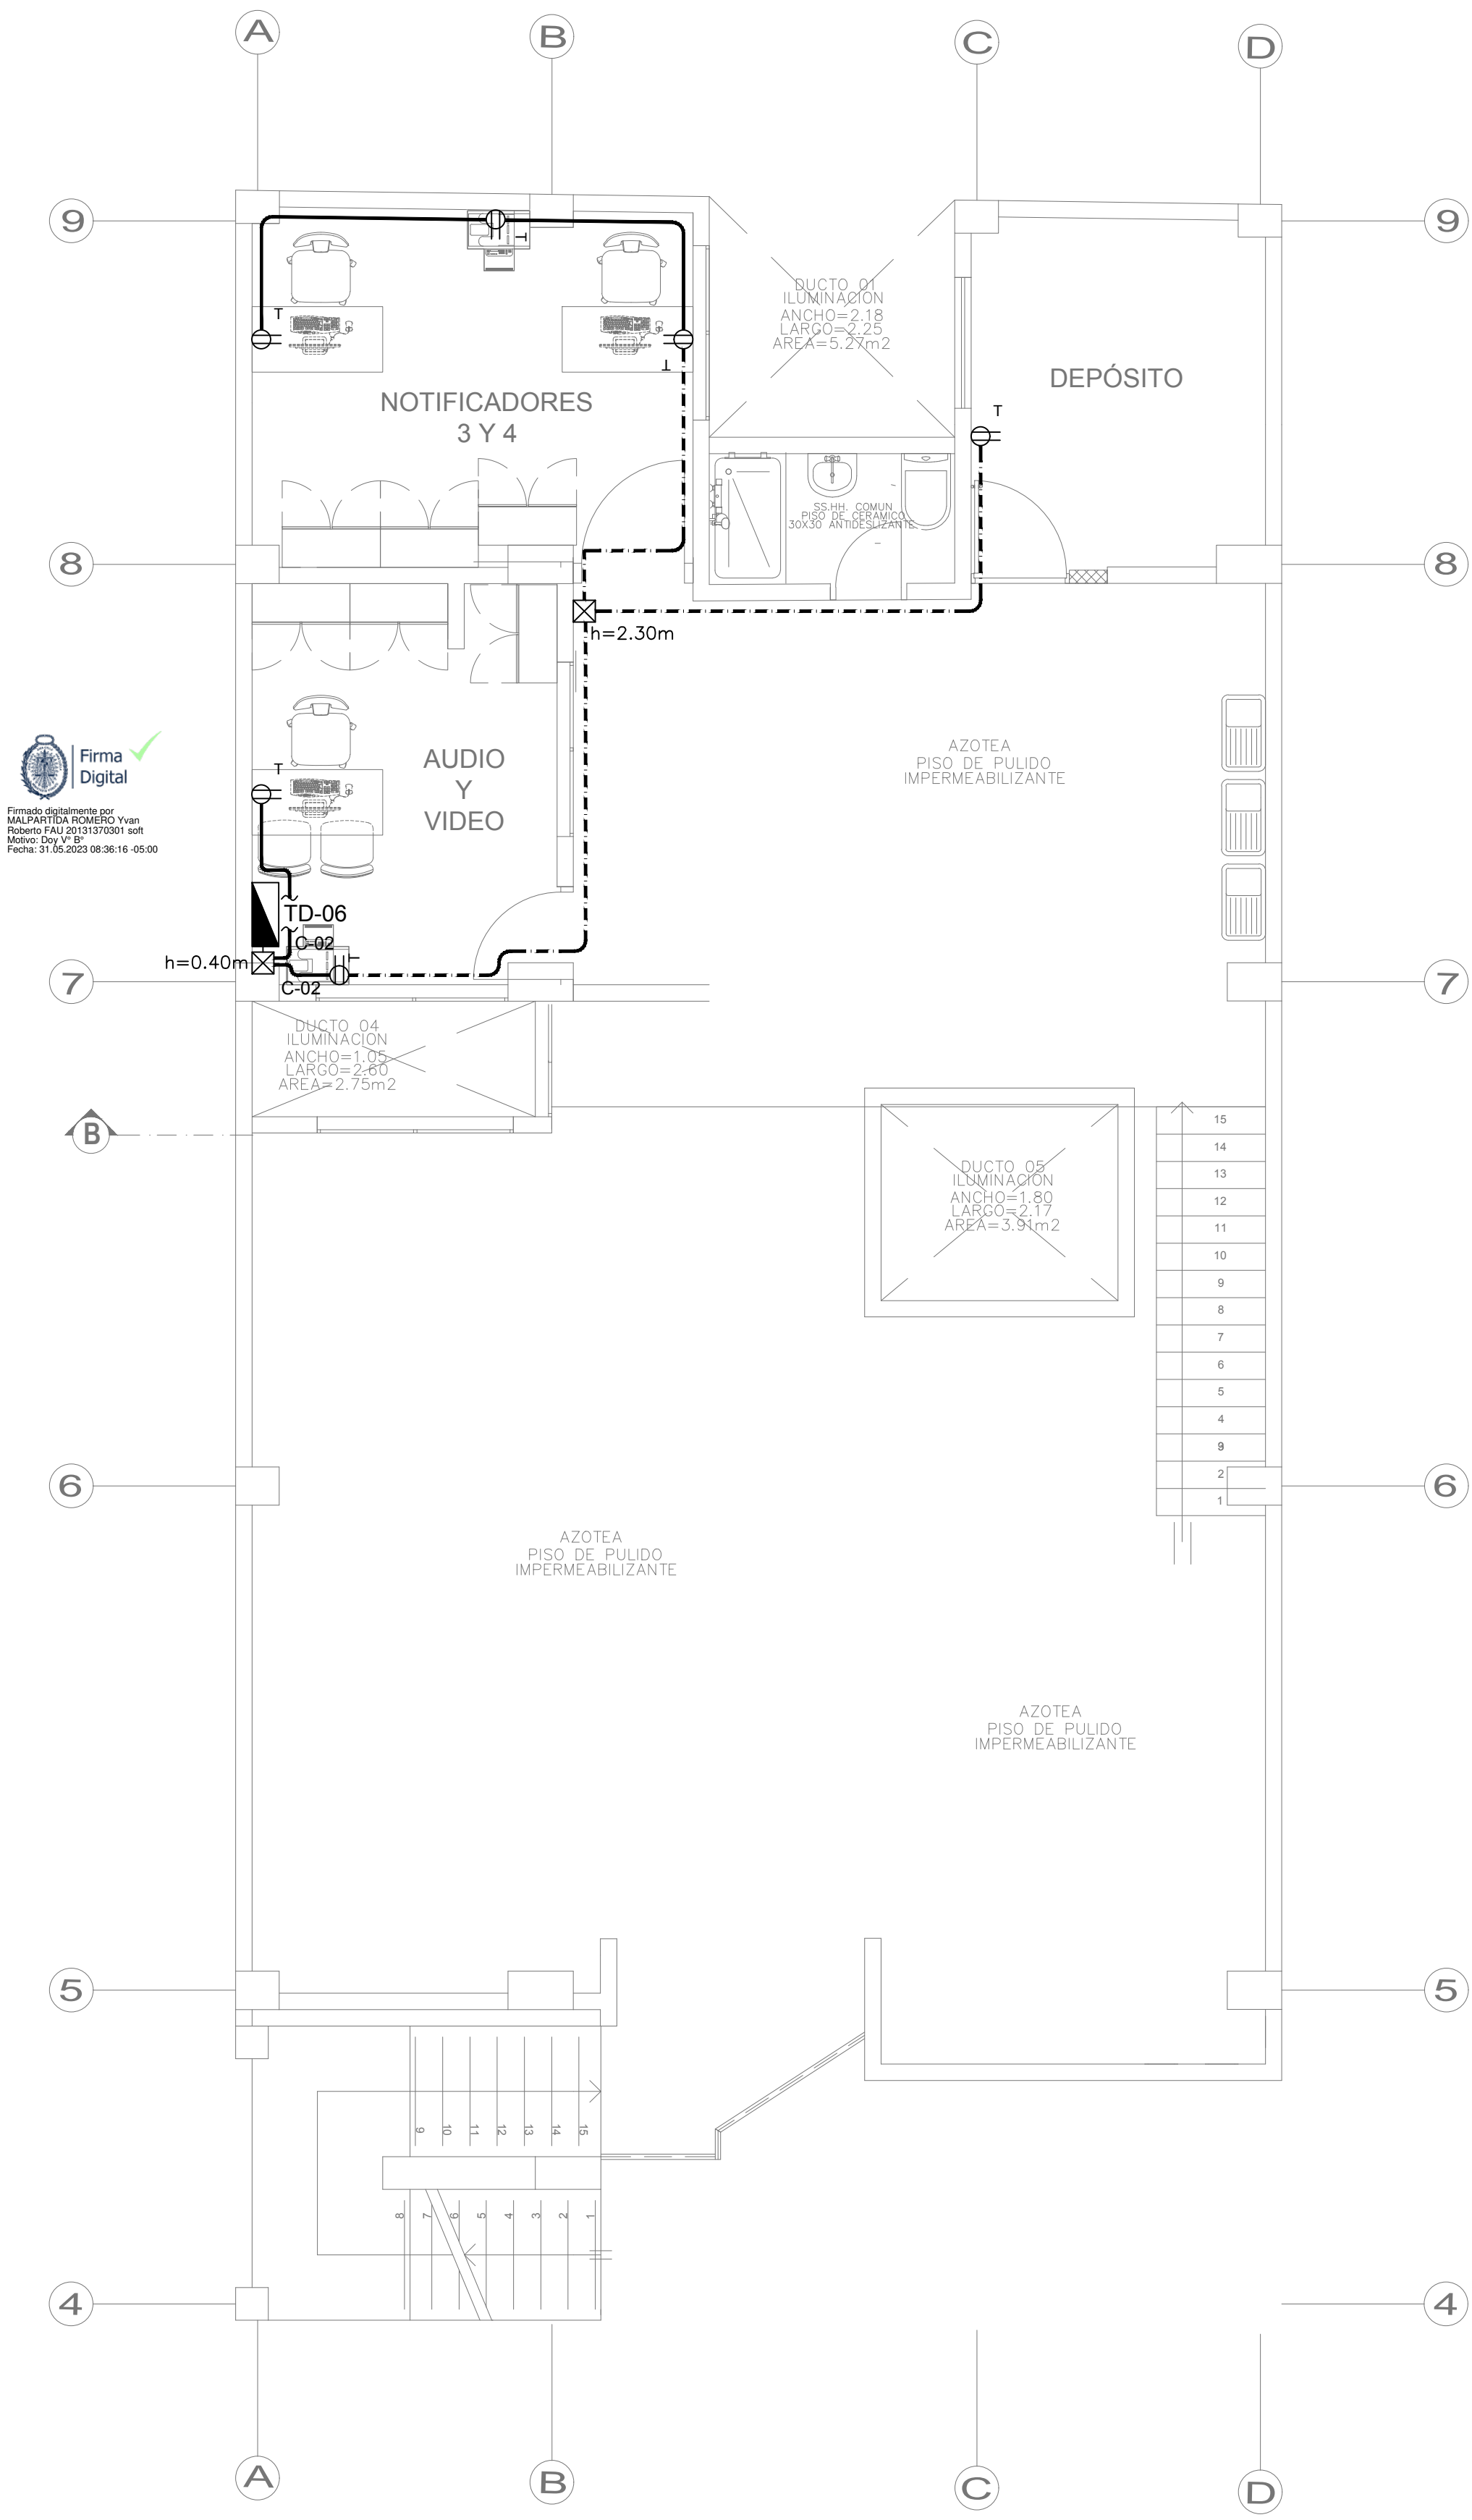 A
B
C
D
9
9
DUCTO 01
ILUMINACION
ANCHO=2.18
LARGO=2.25
AREA=5.27m2
T
T
T
NOTIFICADORES
3 Y 4
DEPÓSITO
T
SS.HH. COMUN
PISO DE CERAMICO
30X30 ANTIDESLIZANTE.
8
8
h=2.30m
AUDIO
Y
VIDEO
AZOTEA
PISO DE PULIDO
IMPERMEABILIZANTE
Firma
Digital
Firmado digitalmente por
MALPARTIDA ROMERO Yvan
Roberto FAU 20131370301 soft
Motivo: Doy V° B°
Fecha: 31.05.2023 08:36:16 -05:00
T
TD-06
C-02
h=0.40m
T
C-02
7
7
DUCTO 04
ILUMINACION
ANCHO=1.05
LARGO=2.60
AREA=2.75m2
B
DUCTO 05
ILUMINACION
ANCHO=1.80
LARGO=2.17
AREA=3.91m2
15
14
13
12
11
10
9
8
7
6
5
4
3
2
1
6
6
AZOTEA
PISO DE PULIDO
IMPERMEABILIZANTE
AZOTEA
PISO DE PULIDO
IMPERMEABILIZANTE
5
5
9 10 11 12 13 14 15
8 7 6 5 4 3 2 1
4
4
A
B
C
D